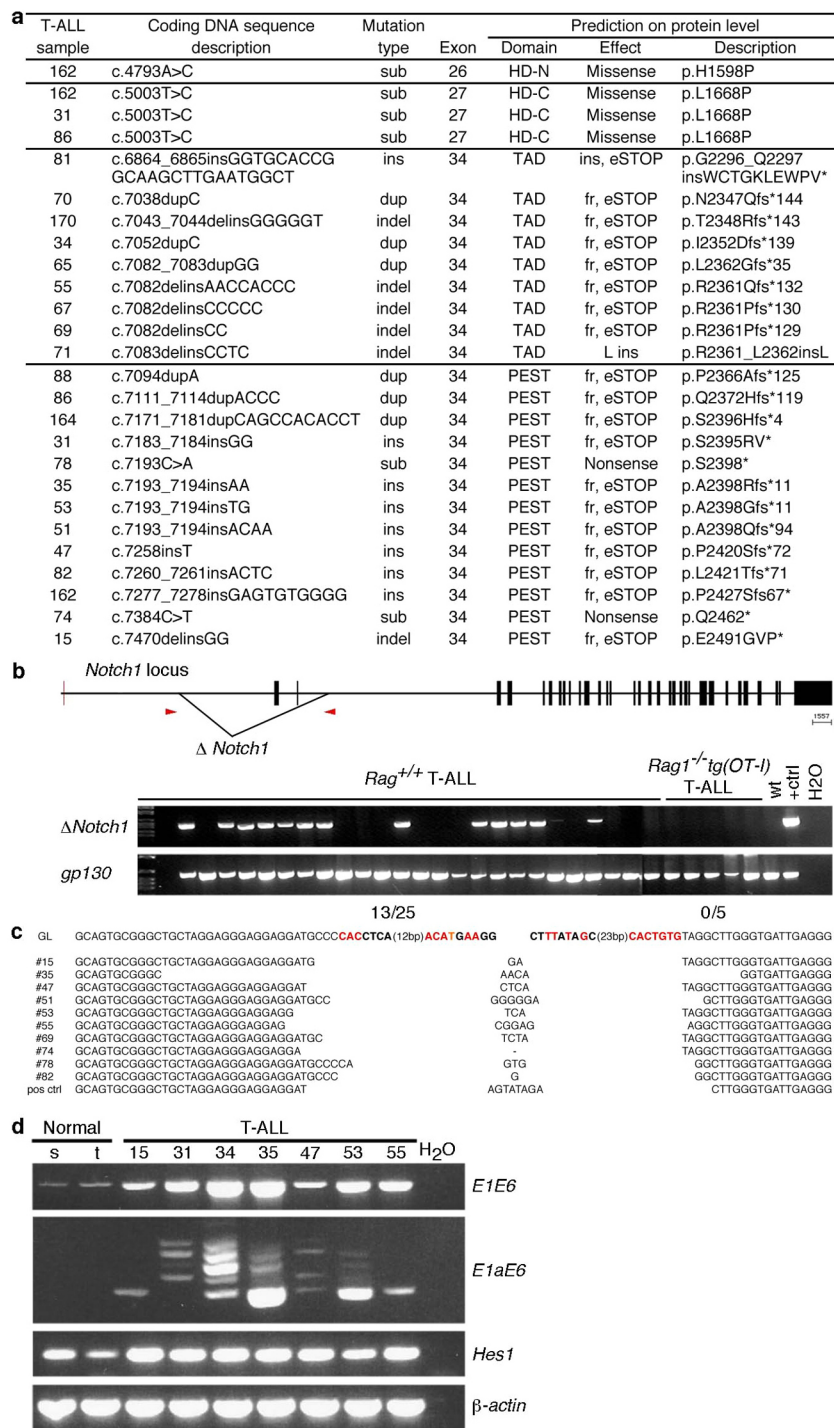 a
T-ALL Coding DNA sequence Mutation Prediction on protein level
sample description type Exon Domain Effect Description
162 c.4793A>C sub 26 HD-N Missense p.H1598P
162 c.5003T>C sub 27 HD-C Missense p.L1668P
31 c.5003T>C sub 27 HD-C Missense p.L1668P
86 c.5003T>C sub 27 HD-C Missense p.L1668P
81 c.6864_6865insGGTGCACCG ins 34 TAD ins, eSTOP p.G2296_Q2297
GCAAGCTTGAATGGCT insWCTGKLEWPV*
70 c.7038dupC dup 34 TAD fr, eSTOP p.N2347Qfs*144
170 c.7043_7044delinsGGGGGT indel 34 TAD fr, eSTOP p.T2348Rfs*143
34 c.7052dupC dup 34 TAD fr, eSTOP p.I2352Dfs*139
65 c.7082_7083dupGG dup 34 TAD fr, eSTOP p.L2362Gfs*35
55 c.7082delinsAACCACCC indel 34 TAD fr, eSTOP p.R2361Qfs*132
67 c.7082delinsCCCCC indel 34 TAD fr, eSTOP p.R2361Pfs*130
69 c.7082delinsCC indel 34 TAD fr, eSTOP p.R2361Pfs*129
71 c.7083delinsCCTC indel 34 TAD L ins p.R2361_L2362insL
88 c.7094dupA dup 34 PEST fr, eSTOP p.P2366Afs*125
86 c.7111_7114dupACCC dup 34 PEST fr, eSTOP p.Q2372Hfs*119
164 c.7171_7181dupCAGCCACACCT dup 34 PEST fr, eSTOP p.S2396Hfs*4
31 c.7183_7184insGG ins 34 PEST fr, eSTOP p.S2395RV*
78 c.7193C>A sub 34 PEST Nonsense p.S2398*
35 c.7193_7194insAA ins 34 PEST fr, eSTOP p.A2398Rfs*11
53 c.7193_7194insTG ins 34 PEST fr, eSTOP p.A2398Gfs*11
51 c.7193_7194insACAA ins 34 PEST fr, eSTOP p.A2398Qfs*94
47 c.7258insT ins 34 PEST fr, eSTOP p.P2420Sfs*72
82 c.7260_7261insACTC ins 34 PEST fr, eSTOP p.L2421Tfs*71
162 c.7277_7278insGAGTGTGGGG ins 34 PEST fr, eSTOP p.P2427Sfs67*
74 c.7384C>T sub 34 PEST Nonsense p.Q2462*
15 c.7470delinsGG indel 34 PEST fr, eSTOP p.E2491GVP*
b
Notch1 locus
1557
Δ Notch1
Rag+/+ T-ALL Rag1-/-tg(OT-I) T-ALL wt +ctrl H2O
ΔNotch1
gp130
13/25 0/5
c
GL GCAGTGCGGGCTGCTAGGAGGGAGGAGGATGCCCCACCTCA(12bp)ACATGAAGG CTTTATAGC(23bp)CACTGTGTAGGCTTGGGTGATTGAGGG
#15 GCAGTGCGGGCTGCTAGGAGGGAGGAGGATG GA TAGGCTTGGGTGATTGAGGG
#35 GCAGTGCGGGC AACA GGTGATTGAGGG
#47 GCAGTGCGGGCTGCTAGGAGGGAGGAGGAT CTCA TAGGCTTGGGTGATTGAGGG
#51 GCAGTGCGGGCTGCTAGGAGGGAGGAGGATGCC GGGGGA GCTTGGGTGATTGAGGG
#53 GCAGTGCGGGCTGCTAGGAGGGAGGAGG TCA TAGGCTTGGGTGATTGAGGG
#55 GCAGTGCGGGCTGCTAGGAGGGAGGAG CGGAG AGGCTTGGGTGATTGAGGG
#69 GCAGTGCGGGCTGCTAGGAGGGAGGAGGATGC TCTA TAGGCTTGGGTGATTGAGGG
#74 GCAGTGCGGGCTGCTAGGAGGGAGGAGGA - TAGGCTTGGGTGATTGAGGG
#78 GCAGTGCGGGCTGCTAGGAGGGAGGAGGATGCCCCA GTG GGCTTGGGTGATTGAGGG
#82 GCAGTGCGGGCTGCTAGGAGGGAGGAGGATGCCC G GGCTTGGGTGATTGAGGG
pos ctrl GCAGTGCGGGCTGCTAGGAGGGAGGAGGAT AGTATAGA CTTGGGTGATTGAGGG
d
Normal T-ALL
s t 15 31 34 35 47 53 55 H2O
E1E6
E1aE6
Hes1
β-actin